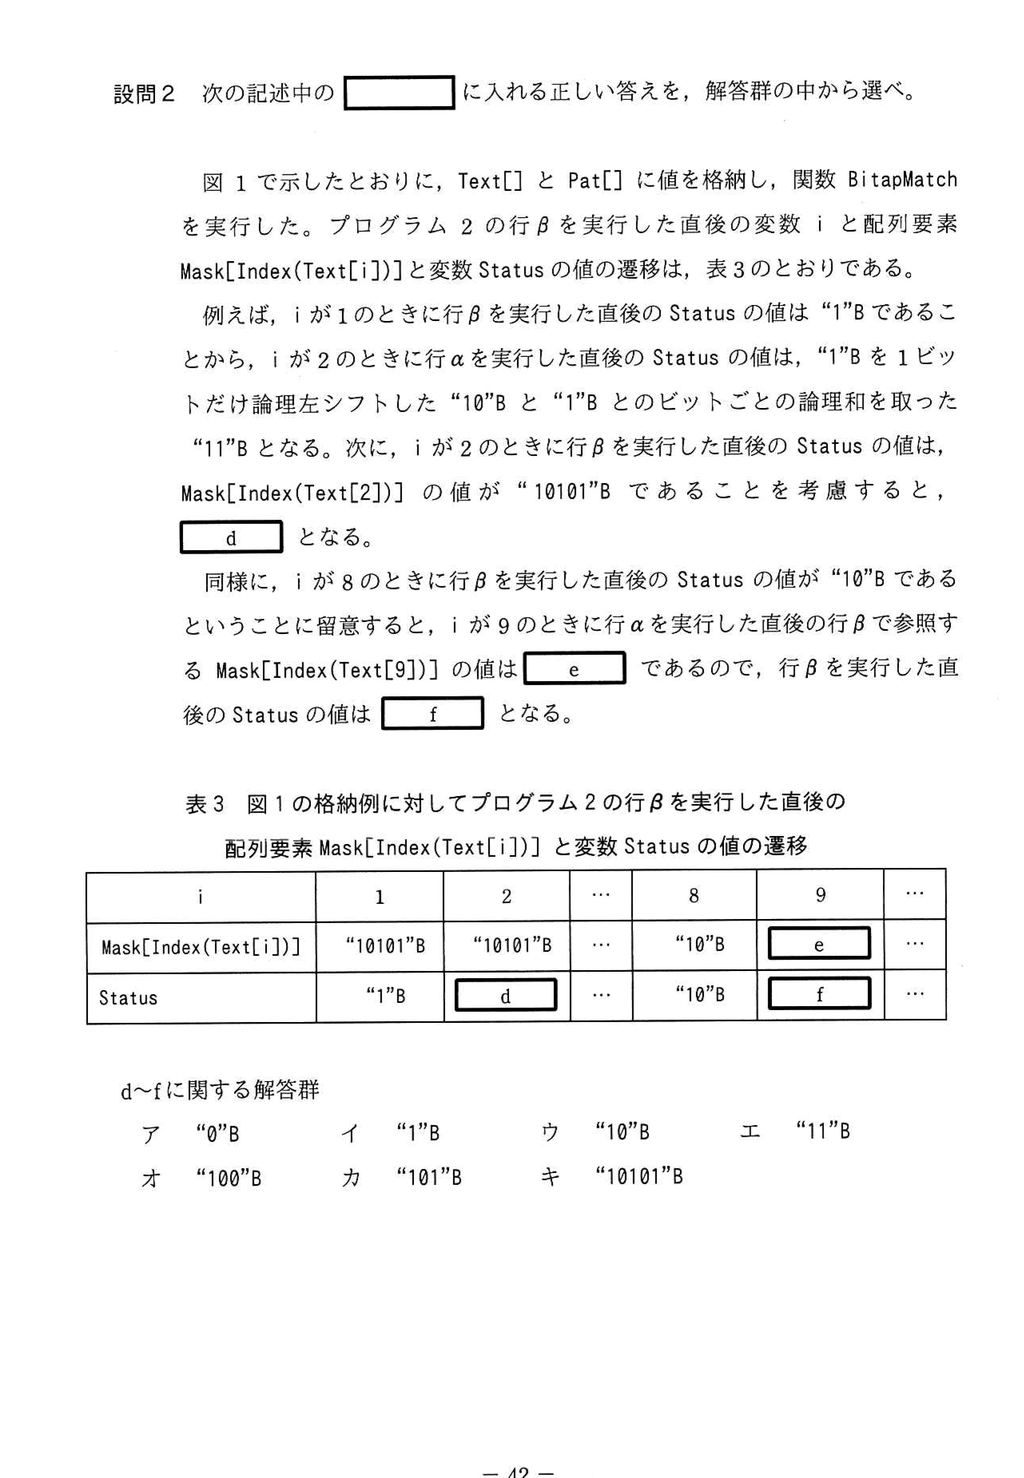 設問2 次の記述中の に入れる正しい答えを，解答群の中から選べ。
図 1 で示したとおりに，Text[] と Pat[] に値を格納し，関数 BitapMatch
を実行した。プログラム 2 の行β を実行した直後の変数 i と配列要素
Mask[Index(Text[i])]と変数 Status の値の遷移は，表3のとおりである。
例えば，i が1のときに行βを実行した直後の Status の値は “1”B であるこ
とから，i が2のときに行αを実行した直後の Status の値は，“1”B を 1 ビッ
トだけ論理左シフトした “10”B と “1”B とのビットごとの論理和を取った
“11”B となる。次に，i が2のときに行βを実行した直後の Status の値は，
Mask[Index(Text[2])] の値が “10101”B であることを考慮すると，
d となる。
同様に，i が8のときに行βを実行した直後の Status の値が “10”B である
ということに留意すると，i が9のときに行αを実行した直後の行βで参照す
る Mask[Index(Text[9])] の値は e であるので，行βを実行した直
後の Status の値は f となる。
表3 図1の格納例に対してプログラム2の行βを実行した直後の
配列要素 Mask[Index(Text[i])] と変数 Status の値の遷移
i 1 2 … 8 9 …
Mask[Index(Text[i])] “10101”B “10101”B … “10”B e …
Status “1”B d … “10”B f …
d～fに関する解答群
ア “0”B イ “1”B ウ “10”B エ “11”B
オ “100”B カ “101”B キ “10101”B
— 42 —